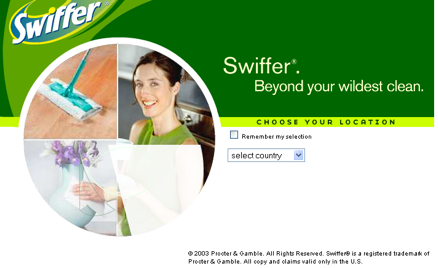 Swiffer
Swiffer®.
Beyond your wildest clean.
CHOOSE YOUR LOCATION
Remember my selection
select country
© 2003 Procter & Gamble. All Rights Reserved. Swiffer® is a registered trademark of
Procter & Gamble. All copy and claims valid only in the U.S.